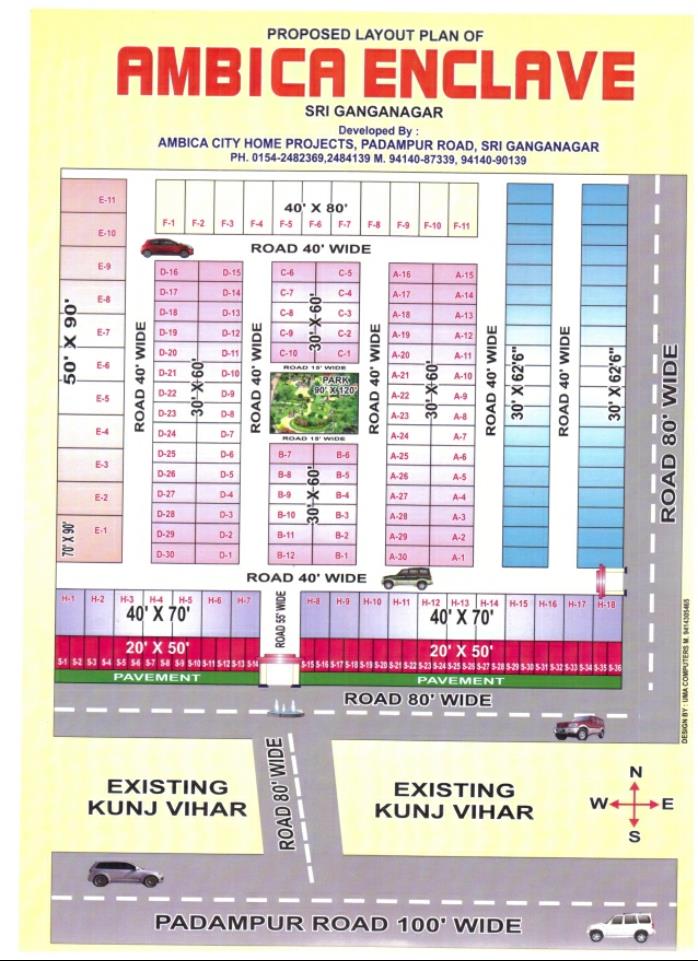 PROPOSED LAYOUT PLAN OF
AMBICA ENCLAVE
SRI GANGANAGAR
Developed By :
AMBICA CITY HOME PROJECTS, PADAMPUR ROAD, SRI GANGANAGAR
PH. 0154-2482369,2484139 M. 94140-87339, 94140-90139
40' X 80'
F-1 F-2 F-3 F-4 F-5 F-6 F-7 F-8 F-9 F-10 F-11
ROAD 40' WIDE
E-11
E-10
E-9
E-8
E-7
E-6
E-5
E-4
E-3
E-2
E-1
50' X 90'
70' X 90'
ROAD 40' WIDE
D-16 D-15
D-17 D-14
D-18 D-13
D-19 D-12
D-20 D-11
D-21 D-10
D-22 D-9
D-23 D-8
D-24 D-7
D-25 D-6
D-26 D-5
D-27 D-4
D-28 D-3
D-29 D-2
D-30 D-1
30' X 60'
ROAD 40' WIDE
C-6 C-5
C-7 C-4
C-8 C-3
C-9 C-2
C-10 C-1
30' X 60'
ROAD 15' WIDE
PARK
90' X 120'
ROAD 15' WIDE
B-7 B-6
B-8 B-5
B-9 B-4
B-10 B-3
B-11 B-2
B-12 B-1
30' X 60'
ROAD 40' WIDE
A-16 A-15
A-17 A-14
A-18 A-13
A-19 A-12
A-20 A-11
A-21 A-10
A-22 A-9
A-23 A-8
A-24 A-7
A-25 A-6
A-26 A-5
A-27 A-4
A-28 A-3
A-29 A-2
A-30 A-1
30' X 60'
ROAD 40' WIDE
30' X 62'6"
ROAD 40' WIDE
30' X 62'6"
ROAD 80' WIDE
ROAD 40' WIDE
H-1 H-2 H-3 H-4 H-5 H-6 H-7
40' X 70'
20' X 50'
S-1 S-2 S-3 S-4 S-5 S-6 S-7 S-8 S-9 S-10 S-11 S-12 S-13 S-14
PAVEMENT
ROAD 55' WIDE
H-8 H-9 H-10 H-11 H-12 H-13 H-14 H-15 H-16 H-17 H-18
40' X 70'
20' X 50'
S-15 S-16 S-17 S-18 S-19 S-20 S-21 S-22 S-23 S-24 S-25 S-26 S-27 S-28 S-29 S-30 S-31 S-32 S-33 S-34 S-35 S-36
PAVEMENT
ROAD 80' WIDE
DESIGN BY : UMA COMPUTERS M. 9414305465
EXISTING
KUNJ VIHAR
ROAD 80' WIDE
EXISTING
KUNJ VIHAR
N
W E
S
PADAMPUR ROAD 100' WIDE